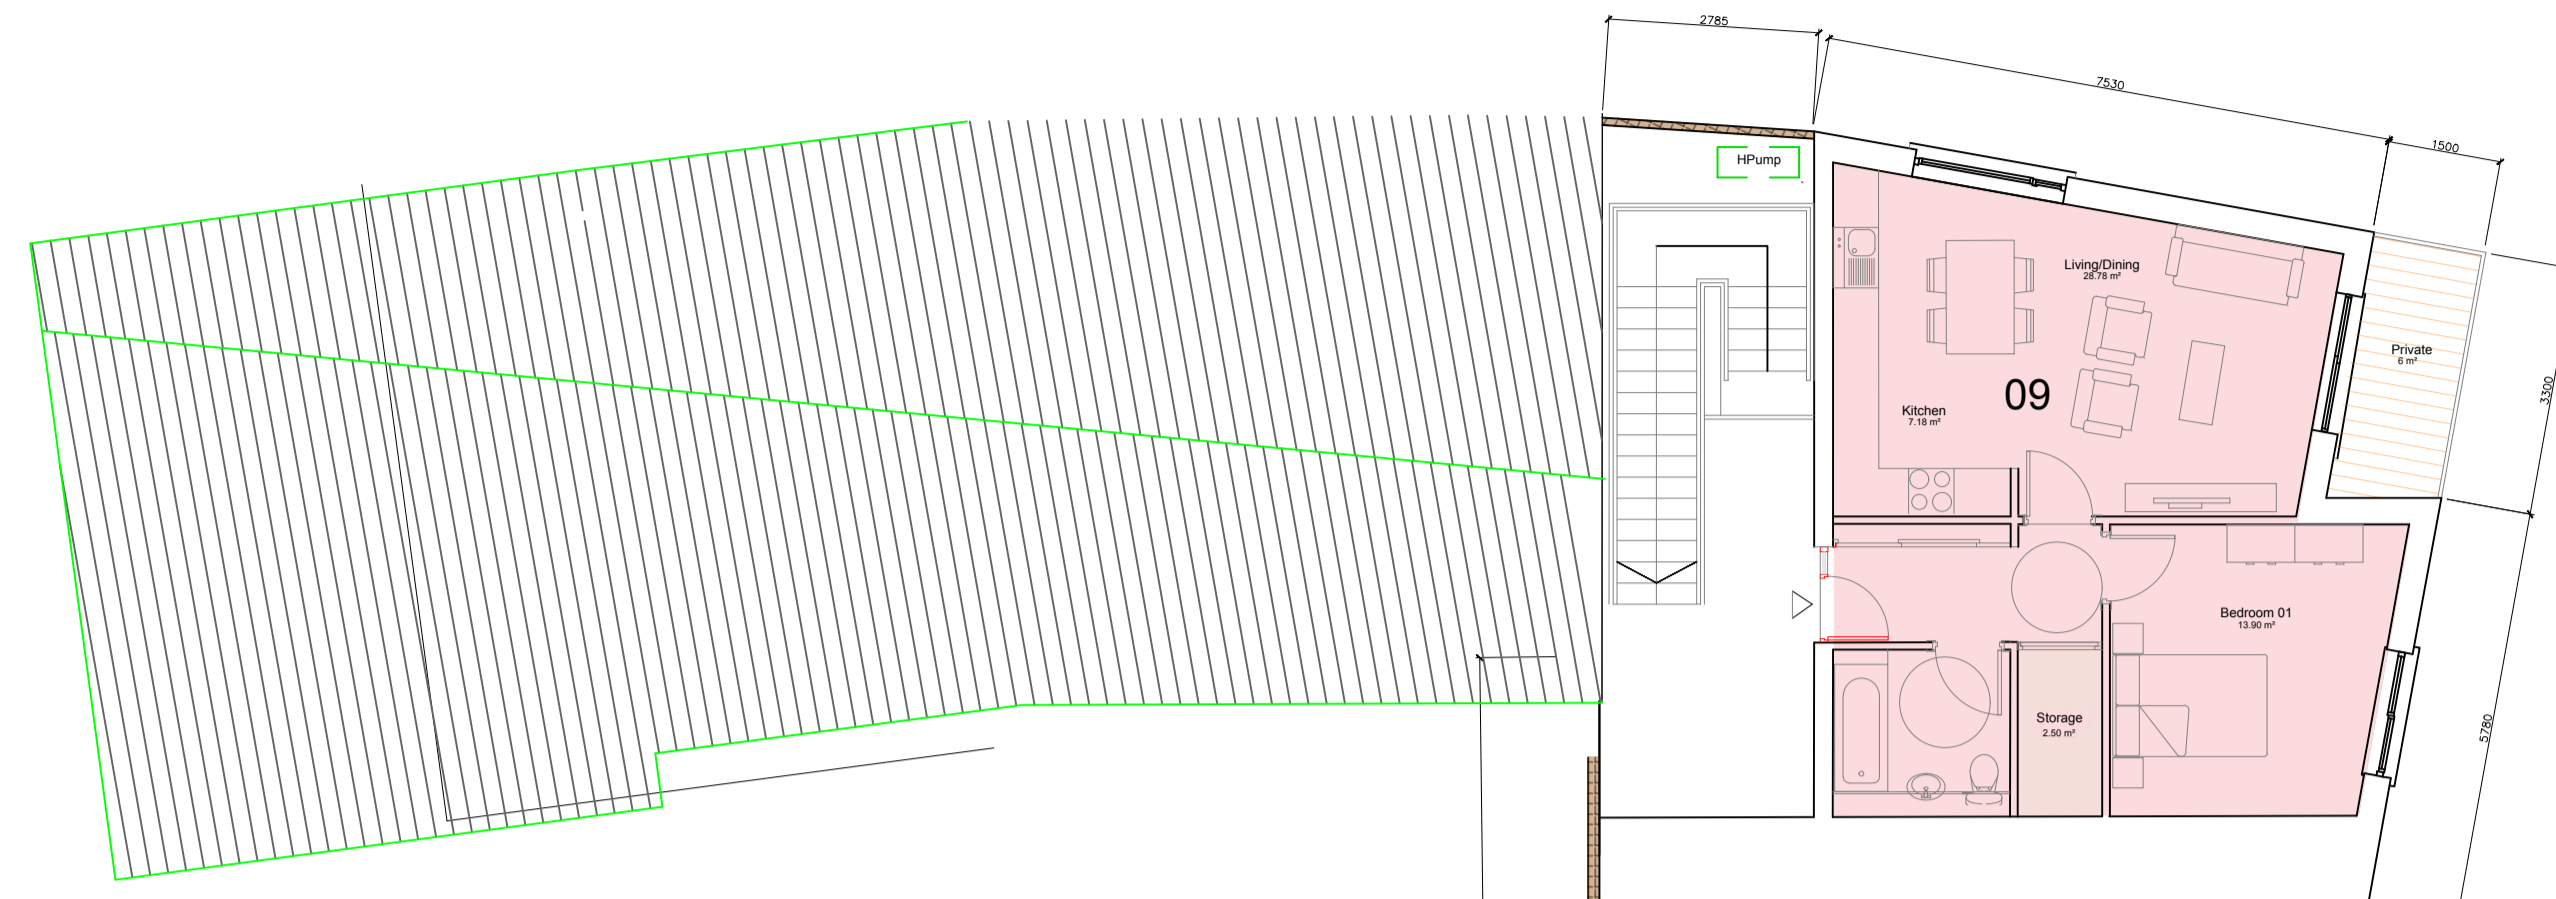 2785
7530
1500
HPump
Living/Dining
28.78 m²
Private
6 m²
3300
09
Kitchen
7.18 m²
Bedroom 01
13.90 m²
Storage
2.50 m²
5780